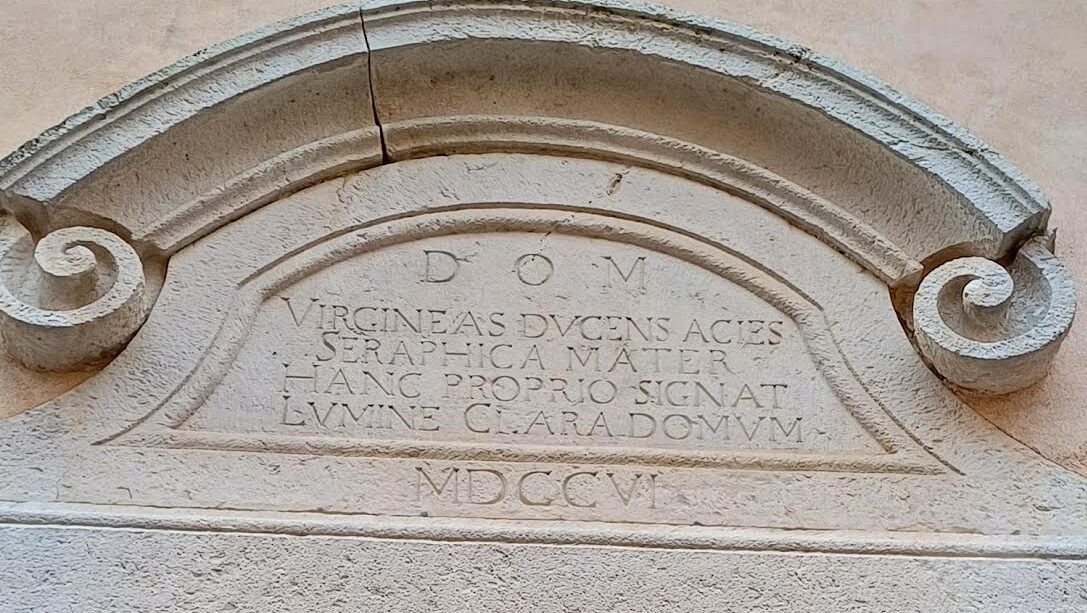 D O M
VIRGINEAS DVCENS ACIES
SERAPHICA MATER
HANC PROPRIO SIGNAT
LVMINE CLARA DOMVM
MDCCVI